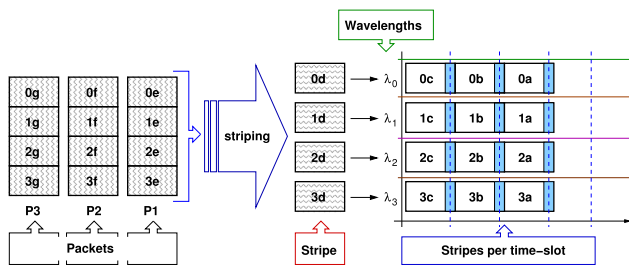 Wavelengths
0g 0f 0e 0d λ0 0c 0b 0a
1g 1f 1e striping 1d λ1 1c 1b 1a
2g 2f 2e 2d λ2 2c 2b 2a
3g 3f 3e 3d λ3 3c 3b 3a
P3 P2 P1
Packets Stripe Stripes per time-slot